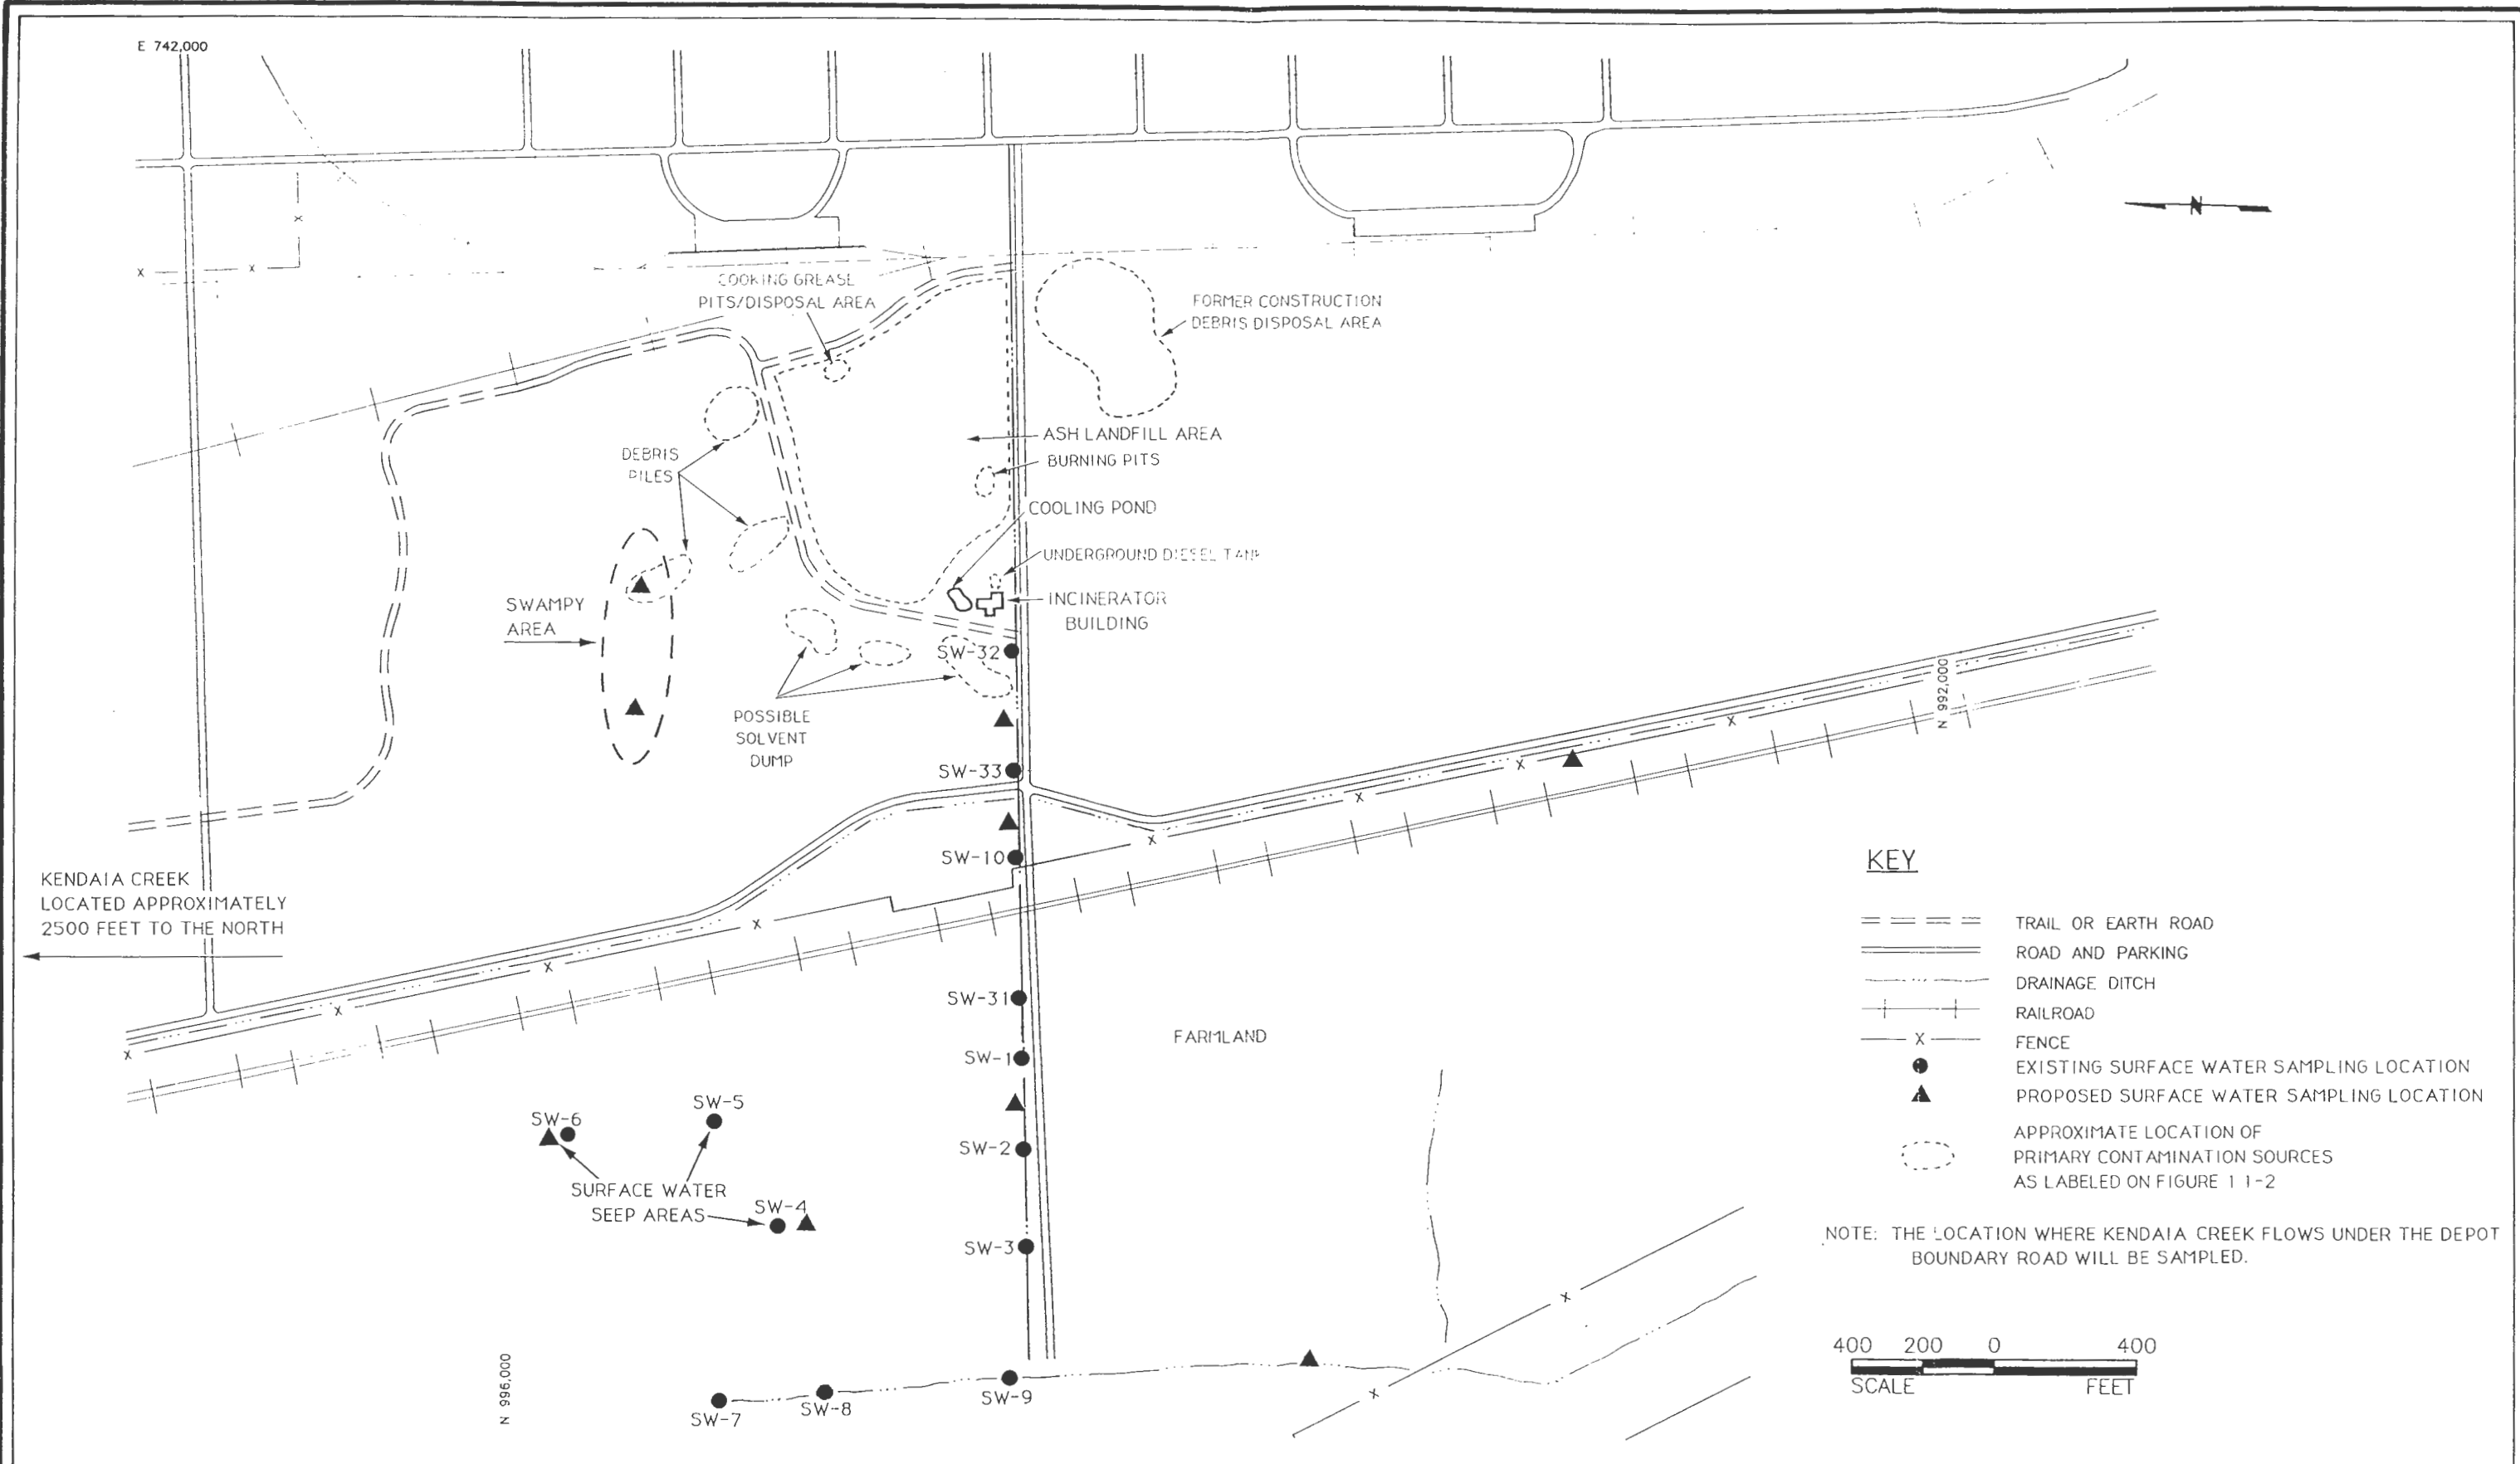 E 742,000
N
COOKING GREASE
PITS/DISPOSAL AREA
FORMER CONSTRUCTION
DEBRIS DISPOSAL AREA
ASH LANDFILL AREA
BURNING PITS
DEBRIS
PILES
COOLING POND
UNDERGROUND DIESEL TANK
SWAMPY
AREA
INCINERATOR
BUILDING
SW-32
N 992,000
POSSIBLE
SOLVENT
DUMP
SW-33
SW-10
KENDAIA CREEK
LOCATED APPROXIMATELY
2500 FEET TO THE NORTH
SW-31
FARMLAND
SW-1
SW-5
SW-6
SW-2
SURFACE WATER
SEEP AREAS
SW-4
SW-3
N 996,000
SW-7
SW-8
SW-9
KEY
TRAIL OR EARTH ROAD
ROAD AND PARKING
DRAINAGE DITCH
RAILROAD
X FENCE
EXISTING SURFACE WATER SAMPLING LOCATION
PROPOSED SURFACE WATER SAMPLING LOCATION
APPROXIMATE LOCATION OF
PRIMARY CONTAMINATION SOURCES
AS LABELED ON FIGURE 1 1-2
NOTE: THE LOCATION WHERE KENDAIA CREEK FLOWS UNDER THE DEPOT
BOUNDARY ROAD WILL BE SAMPLED.
400 200 0 400
SCALE FEET